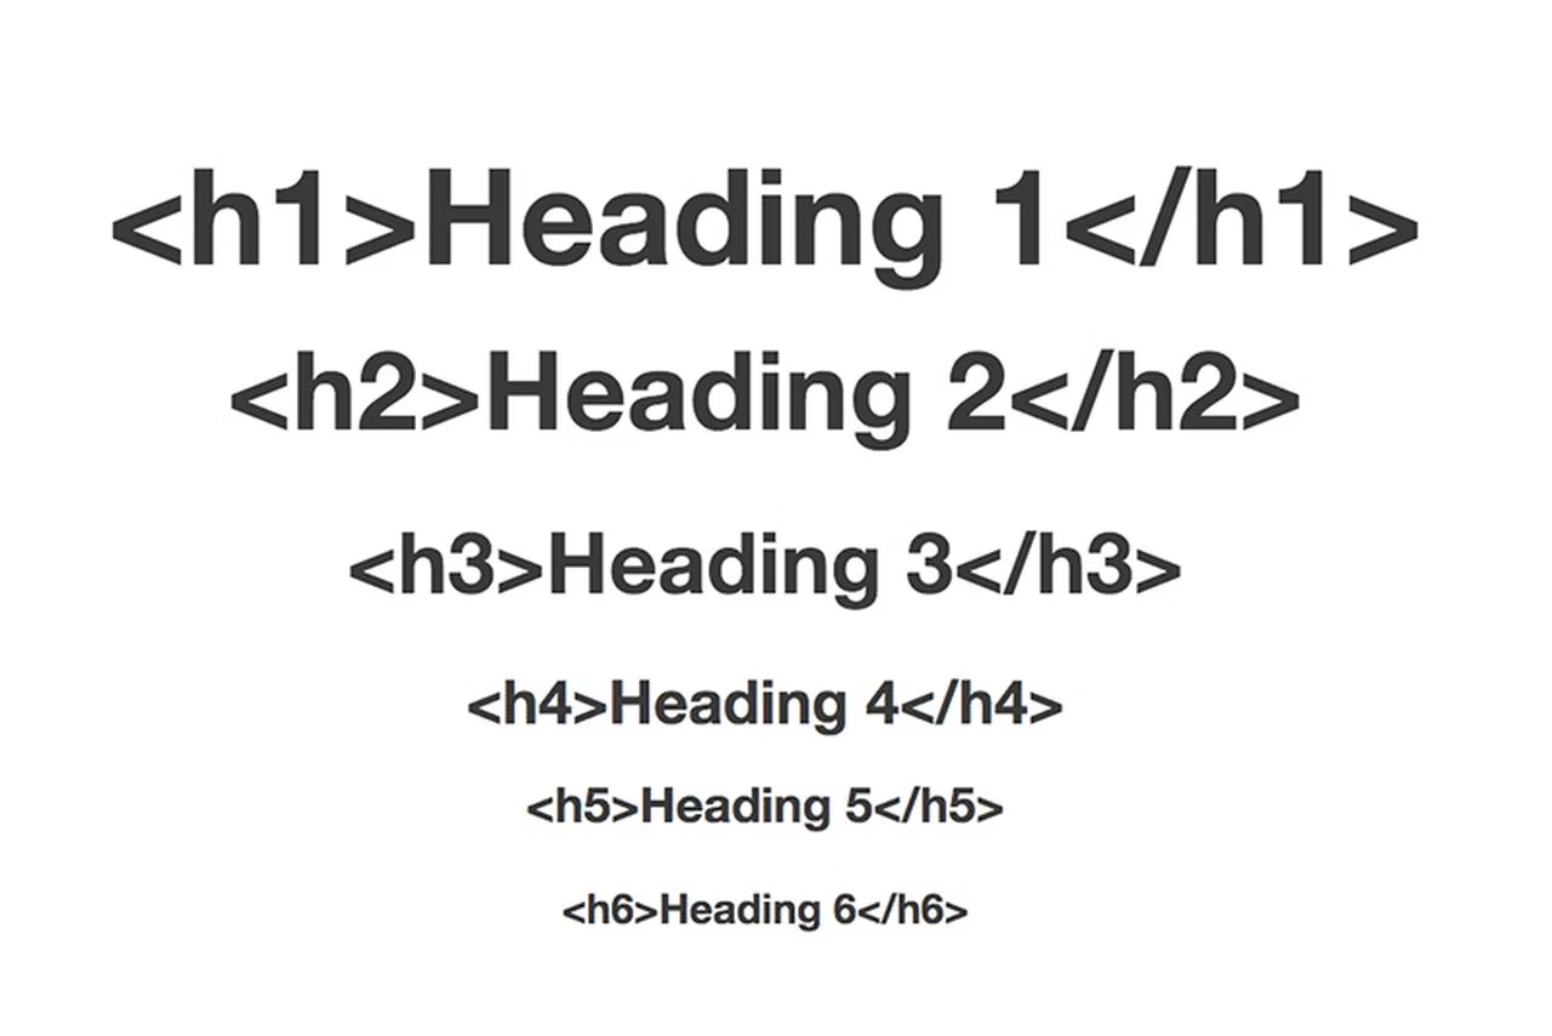 <h1>Heading 1</h1>
<h2>Heading 2</h2>
<h3>Heading 3</h3>
<h4>Heading 4</h4>
<h5>Heading 5</h5>
<h6>Heading 6</h6>